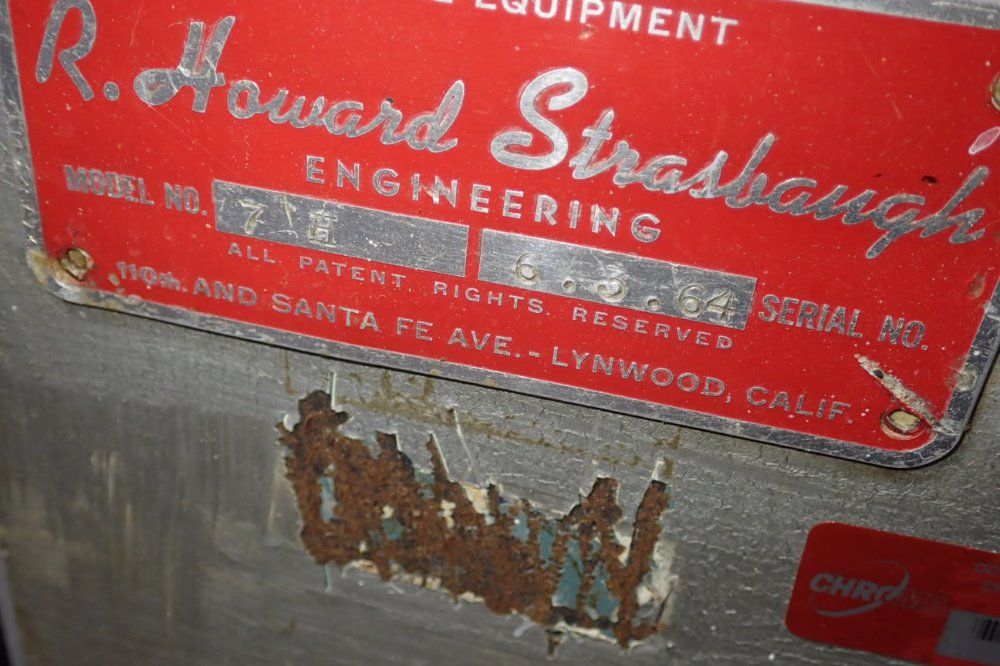 EQUIPMENT
R. Howard Strasbaugh
ENGINEERING
MODEL NO. 7 H 6.3.64 SERIAL NO.
ALL PATENT RIGHTS RESERVED
110th. AND SANTA FE AVE. - LYNWOOD, CALIF.
CHRO